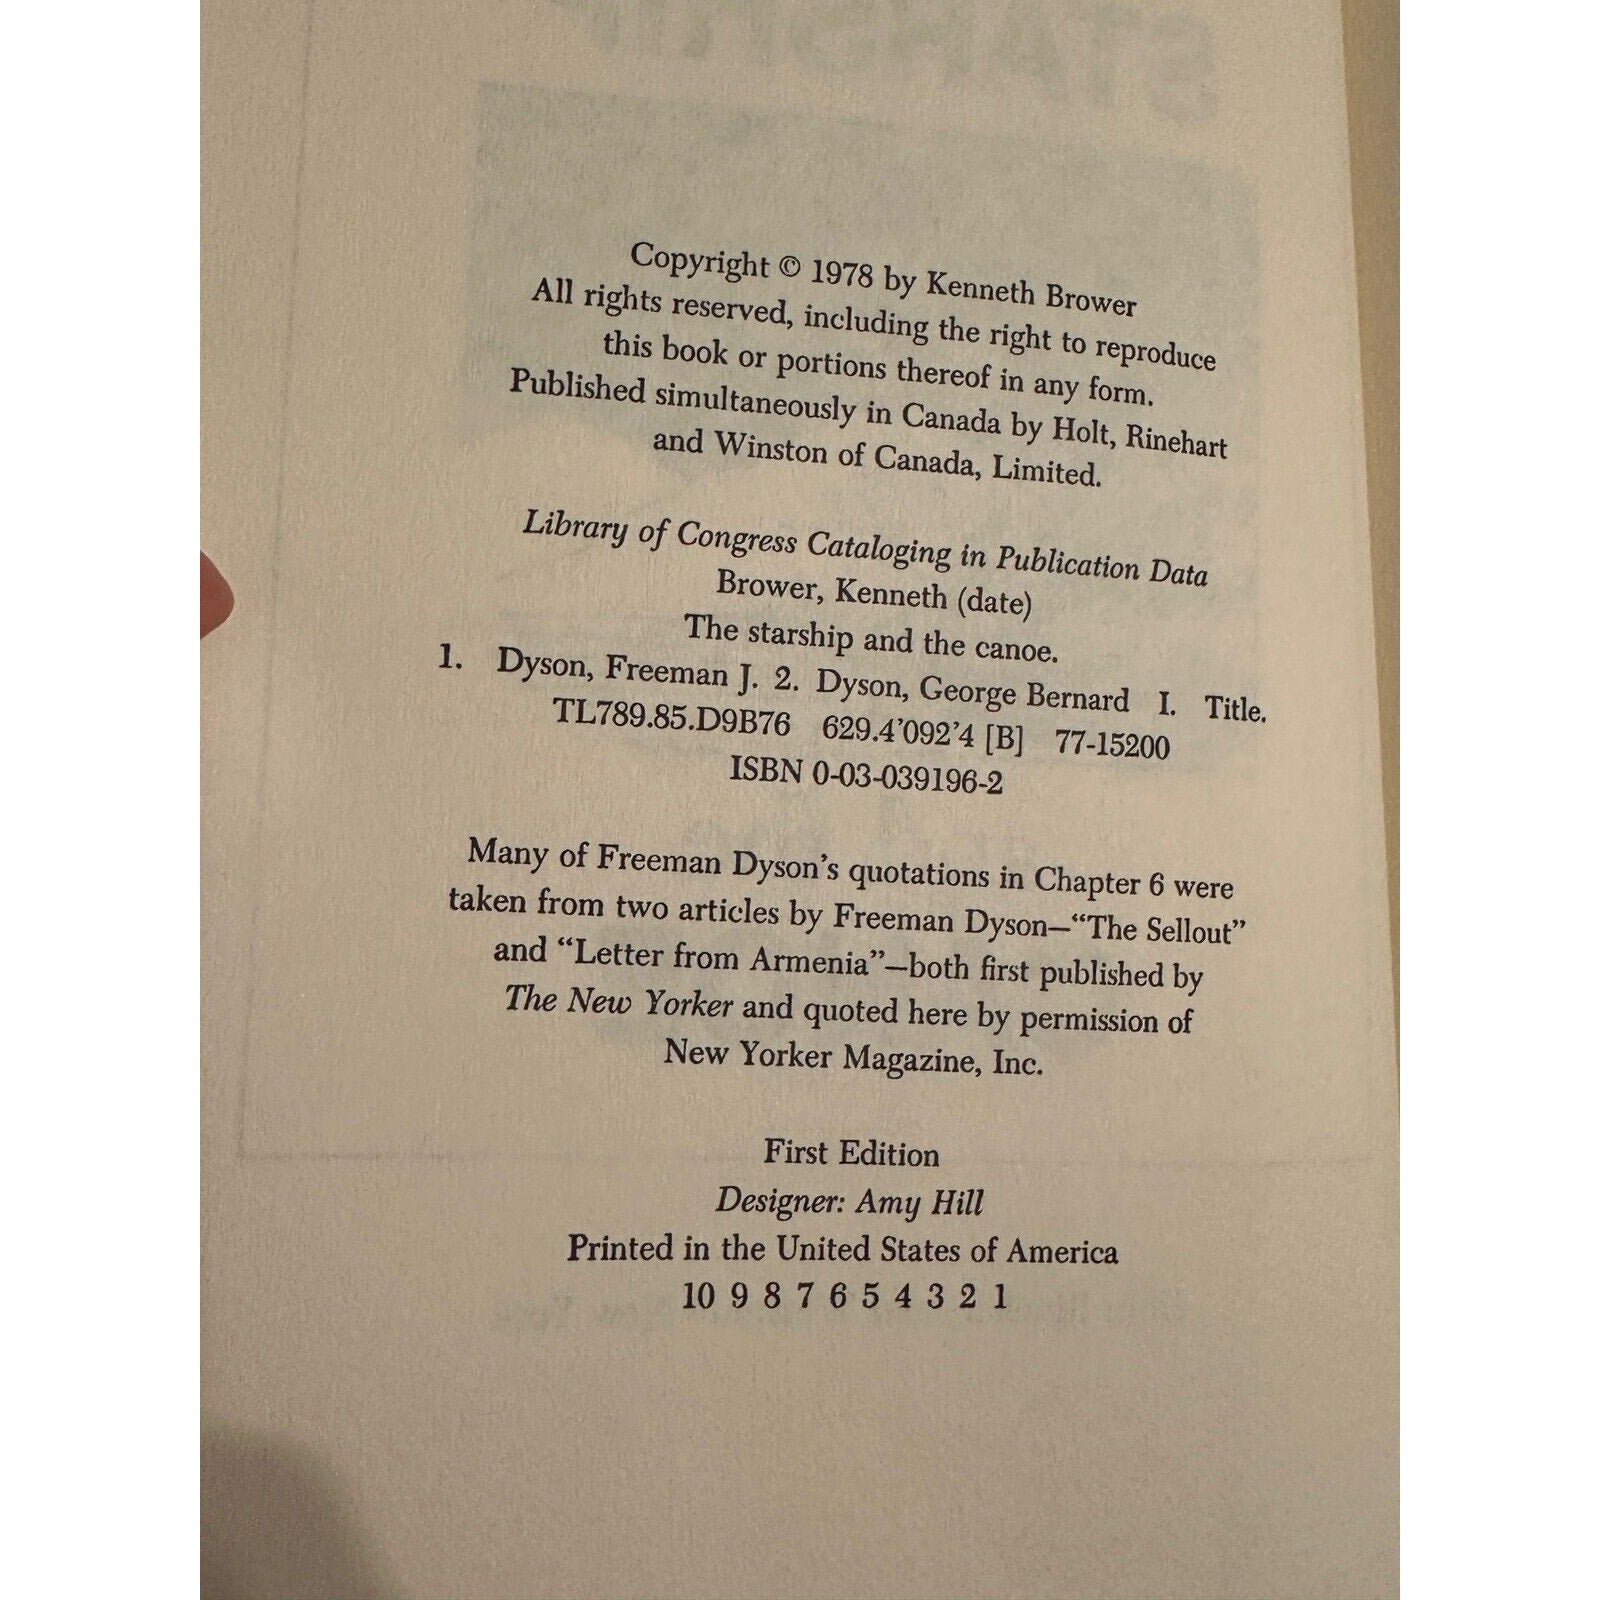 Copyright © 1978 by Kenneth Brower
All rights reserved, including the right to reproduce
this book or portions thereof in any form.
Published simultaneously in Canada by Holt, Rinehart
and Winston of Canada, Limited.
Library of Congress Cataloging in Publication Data
Brower, Kenneth (date)
The starship and the canoe.
1. Dyson, Freeman J. 2. Dyson, George Bernard I. Title.
TL789.85.D9B76 629.4'092'4 [B] 77-15200
ISBN 0-03-039196-2
Many of Freeman Dyson's quotations in Chapter 6 were
taken from two articles by Freeman Dyson—“The Sellout”
and “Letter from Armenia”—both first published by
The New Yorker and quoted here by permission of
New Yorker Magazine, Inc.
First Edition
Designer: Amy Hill
Printed in the United States of America
10 9 8 7 6 5 4 3 2 1